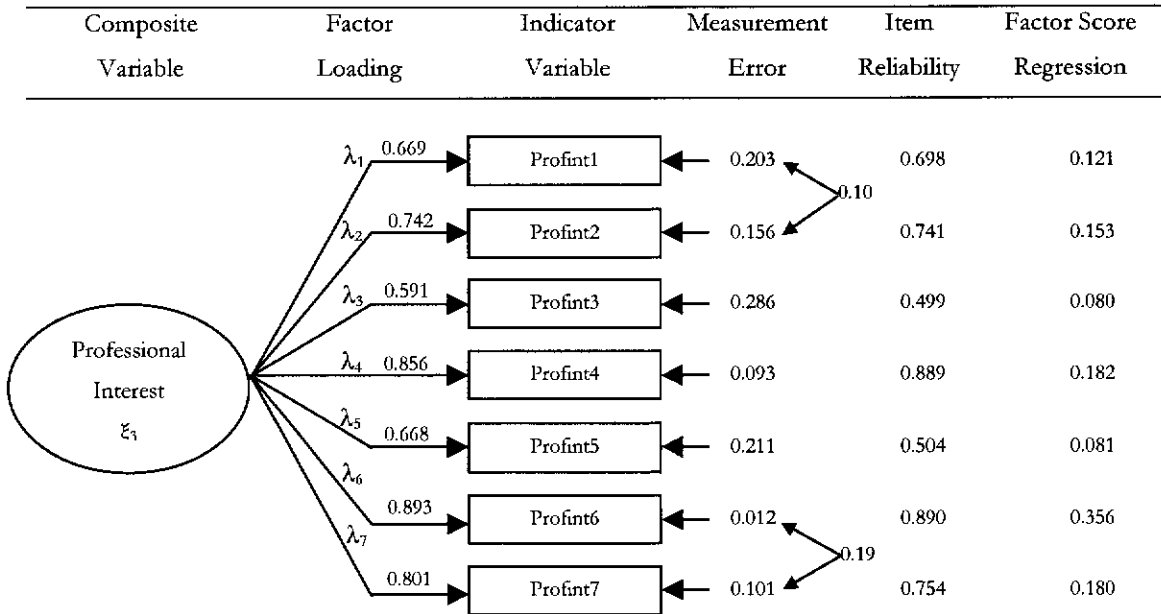 Composite Factor Indicator Measurement Item Factor Score
Variable Loading Variable Error Reliability Regression
λ1 0.669 Profint1 0.203 0.698 0.121
0.10
λ2 0.742 Profint2 0.156 0.741 0.153
λ3 0.591 Profint3 0.286 0.499 0.080
Professional
Interest
ξ3
λ4 0.856 Profint4 0.093 0.889 0.182
λ5 0.668 Profint5 0.211 0.504 0.081
λ6 0.893 Profint6 0.012 0.890 0.356
0.19
λ7 0.801 Profint7 0.101 0.754 0.180